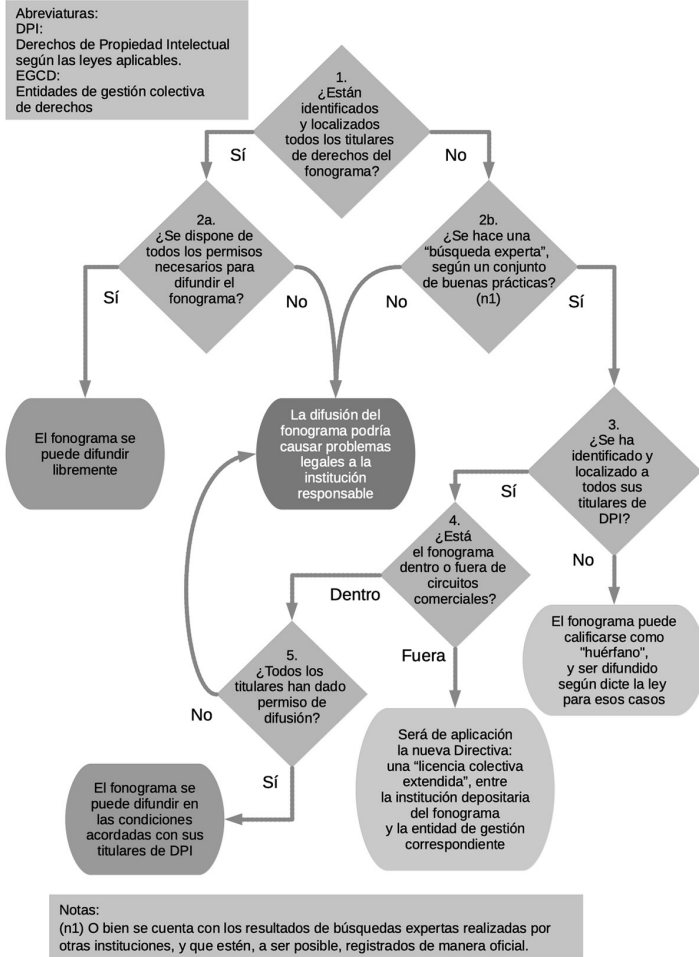 Abreviaturas:
DPI:
Derechos de Propiedad Intelectual
según las leyes aplicables.
EGCD:
Entidades de gestión colectiva
de derechos
1.
¿Están
identificados
y localizados
todos los titulares
de derechos del
fonograma?
Sí
No
2a.
¿Se dispone de
todos los permisos
necesarios para
difundir el
fonograma?
2b.
¿Se hace una
“búsqueda experta”,
según un conjunto
de buenas prácticas?
(n1)
Sí
No
No
Sí
El fonograma se
puede difundir
libremente
La difusión del
fonograma podría
causar problemas
legales a la
institución
responsable
3.
¿Se ha
identificado y
localizado a
todos sus
titulares de
DPI?
Sí
No
4.
¿Está
el fonograma
dentro o fuera de
circuitos
comerciales?
Dentro
Fuera
El fonograma puede
calificarse como
"huérfano",
y ser difundido
según dicte la ley
para esos casos
5.
¿Todos los
titulares han dado
permiso de
difusión?
No
Sí
Será de aplicación
la nueva Directiva:
una “licencia colectiva
extendida”, entre
la institución depositaria
del fonograma
y la entidad de gestión
correspondiente
El fonograma se
puede difundir en
las condiciones
acordadas con sus
titulares de DPI
Notas:
(n1) O bien se cuenta con los resultados de búsquedas expertas realizadas por
otras instituciones, y que estén, a ser posible, registrados de manera oficial.